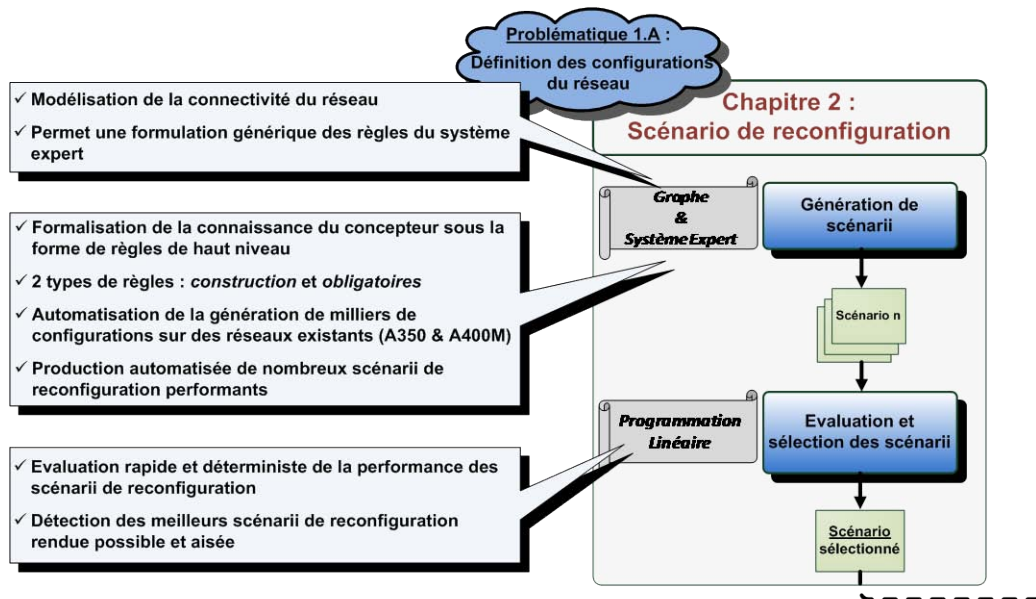 Problématique 1.A :
Définition des configurations
du réseau
✓ Modélisation de la connectivité du réseau
✓ Permet une formulation générique des règles du système
expert
✓ Formalisation de la connaissance du concepteur sous la
forme de règles de haut niveau
✓ 2 types de règles : construction et obligatoires
✓ Automatisation de la génération de milliers de
configurations sur des réseaux existants (A350 & A400M)
✓ Production automatisée de nombreux scénarii de
reconfiguration performants
✓ Evaluation rapide et déterministe de la performance des
scénarii de reconfiguration
✓ Détection des meilleurs scénarii de reconfiguration
rendue possible et aisée
Chapitre 2 :
Scénario de reconfiguration
Graphe
&
Système Expert
Génération de
scénarii
Scénario n
Programmation
Linéaire
Evaluation et
sélection des scénarii
Scénario
sélectionné